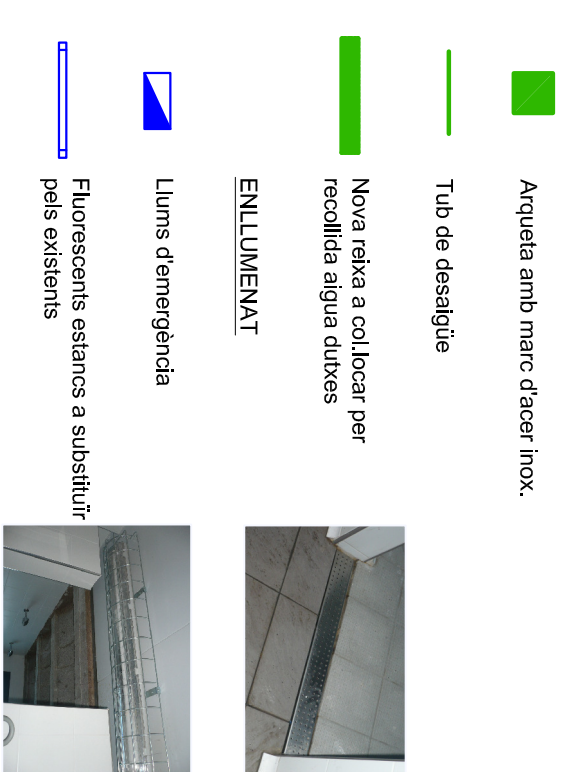 Arqueta amb marc d'acer inox.
Tub de desaigüe
Nova reixa a col.locar per
recollida aigua dutxes
ENLLUMENAT
Llums d'emergència
Fluorescents estancs a substituïr
pels existents